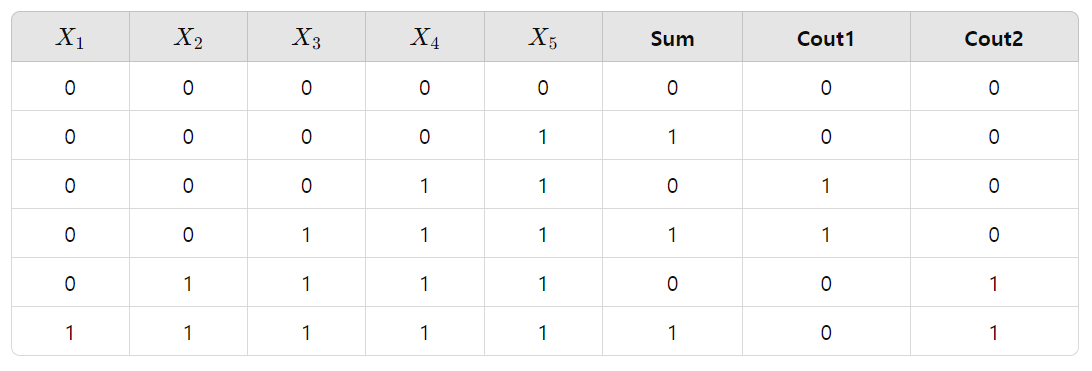 X₁ X₂ X₃ X₄ X₅ Sum Cout1 Cout2
0 0 0 0 0 0 0 0
0 0 0 0 1 1 0 0
0 0 0 1 1 0 1 0
0 0 1 1 1 1 1 0
0 1 1 1 1 0 0 1
1 1 1 1 1 1 0 1